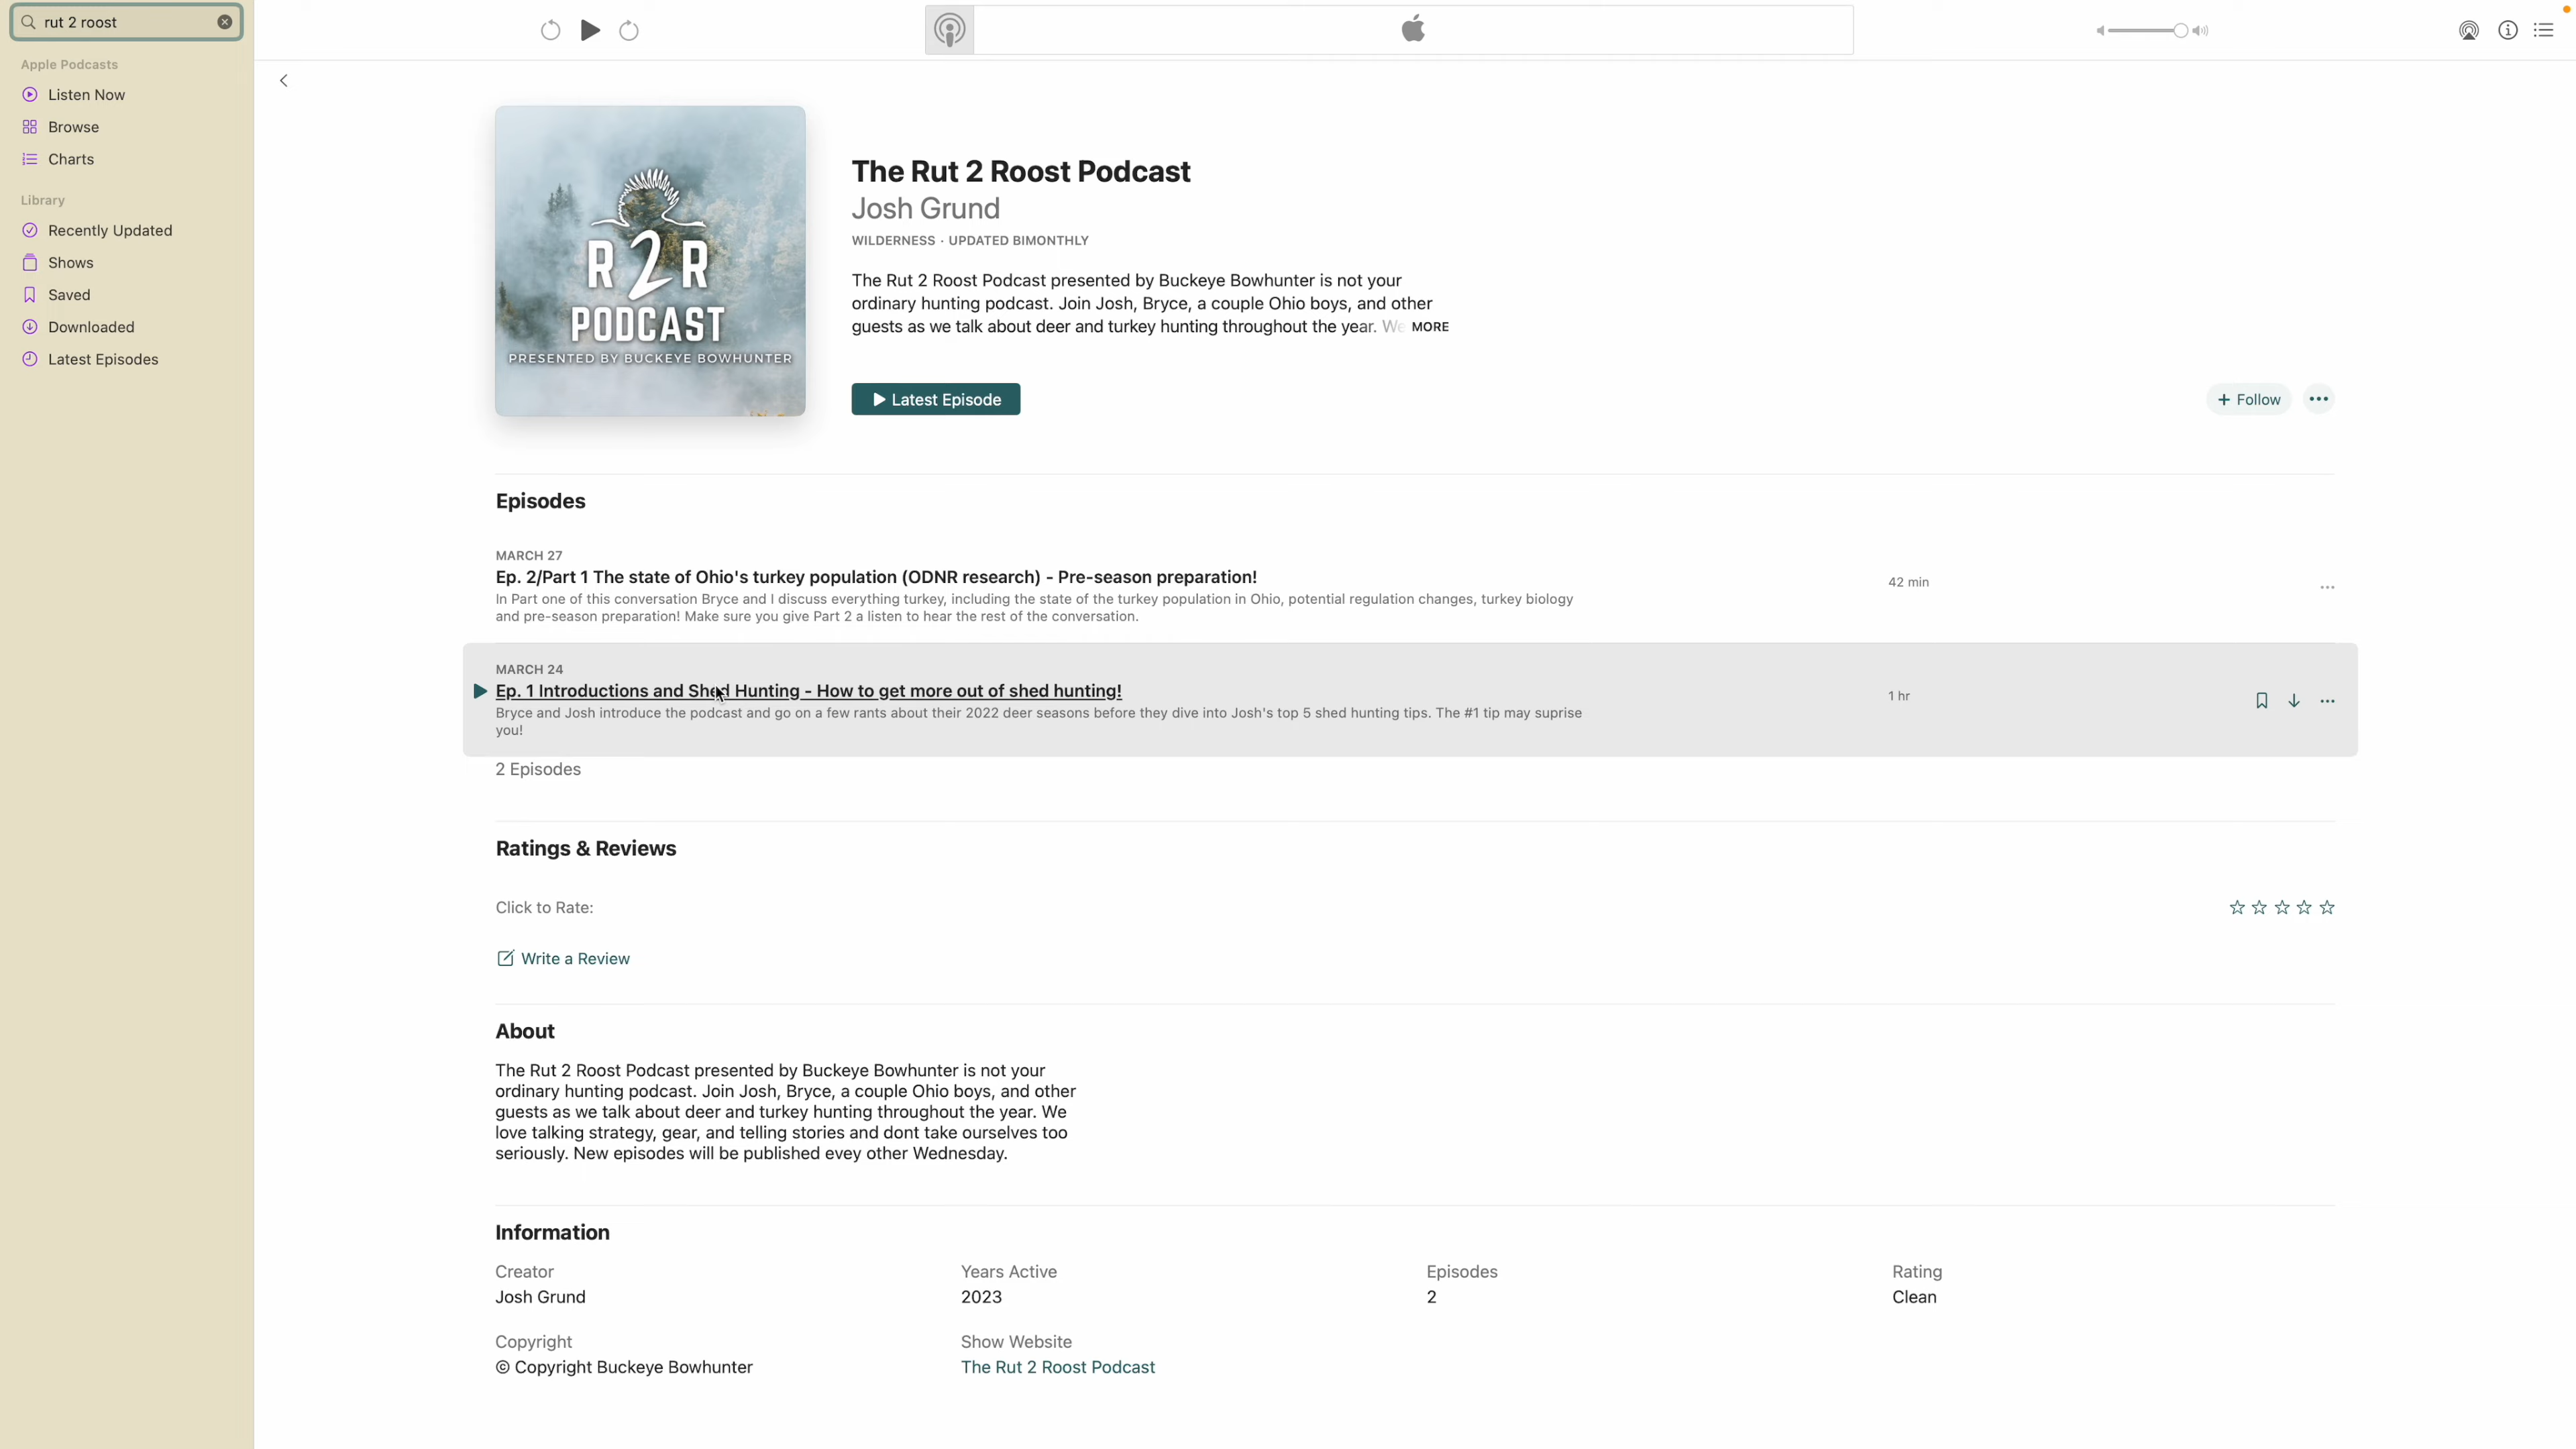 rut 2 roost
Apple Podcasts
Listen Now
Browse
Charts
Library
Recently Updated
Shows
Saved
Downloaded
Latest Episodes
R2R
PODCAST
PRESENTED BY BUCKEYE BOWHUNTER
The Rut 2 Roost Podcast
Josh Grund
WILDERNESS · UPDATED BIMONTHLY
The Rut 2 Roost Podcast presented by Buckeye Bowhunter is not your
ordinary hunting podcast. Join Josh, Bryce, a couple Ohio boys, and other
guests as we talk about deer and turkey hunting throughout the year. We MORE
Latest Episode
+ Follow
Episodes
MARCH 27
Ep. 2/Part 1 The state of Ohio's turkey population (ODNR research) - Pre-season preparation!
In Part one of this conversation Bryce and I discuss everything turkey, including the state of the turkey population in Ohio, potential regulation changes, turkey biology
and pre-season preparation! Make sure you give Part 2 a listen to hear the rest of the conversation.
42 min
MARCH 24
Ep. 1 Introductions and Shed Hunting - How to get more out of shed hunting!
Bryce and Josh introduce the podcast and go on a few rants about their 2022 deer seasons before they dive into Josh's top 5 shed hunting tips. The #1 tip may suprise
you!
1 hr
2 Episodes
Ratings & Reviews
Click to Rate:
Write a Review
About
The Rut 2 Roost Podcast presented by Buckeye Bowhunter is not your
ordinary hunting podcast. Join Josh, Bryce, a couple Ohio boys, and other
guests as we talk about deer and turkey hunting throughout the year. We
love talking strategy, gear, and telling stories and dont take ourselves too
seriously. New episodes will be published evey other Wednesday.
Information
Creator
Josh Grund
Years Active
2023
Episodes
2
Rating
Clean
Copyright
© Copyright Buckeye Bowhunter
Show Website
The Rut 2 Roost Podcast